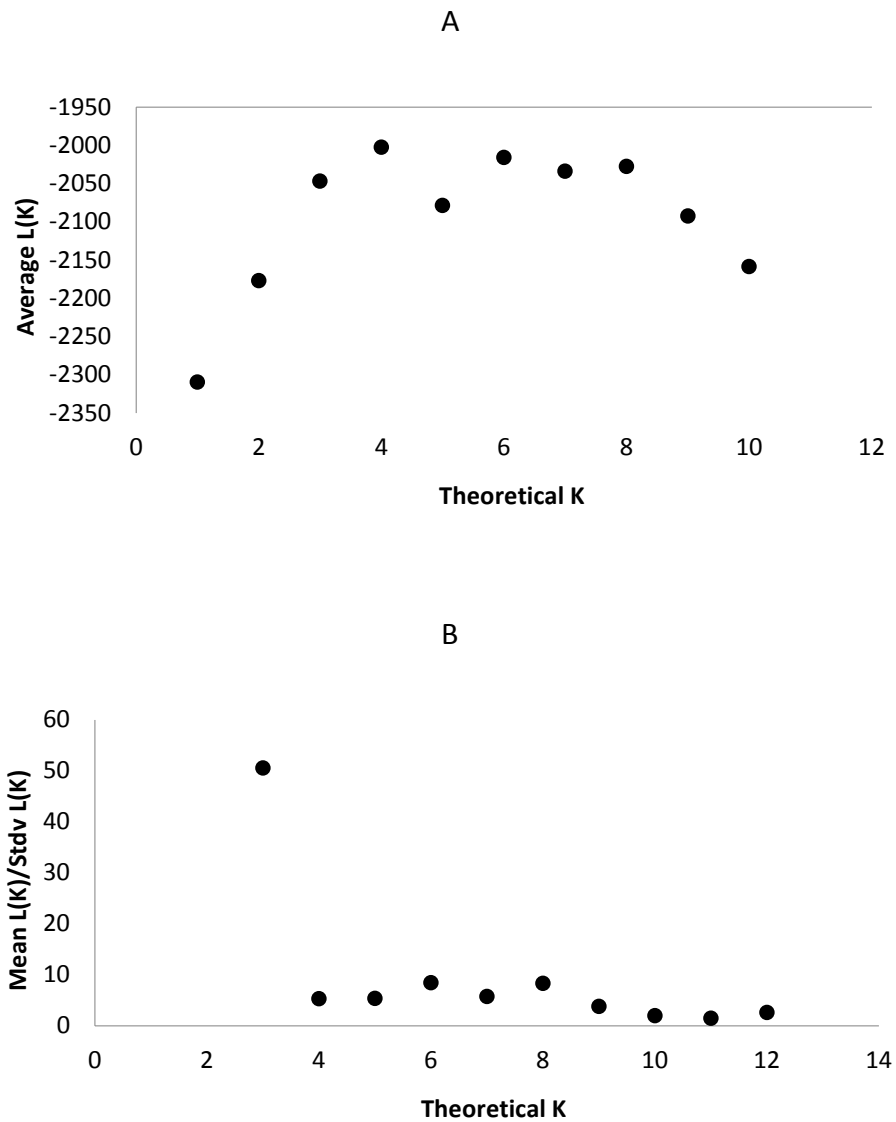 A
-1950
-2000
-2050
-2100
-2150
-2200
-2250
-2300
-2350
Average L(K)
0 2 4 6 8 10 12
Theoretical K
B
60
50
40
30
20
10
0
Mean L(K)/Stdv L(K)
0 2 4 6 8 10 12 14
Theoretical K